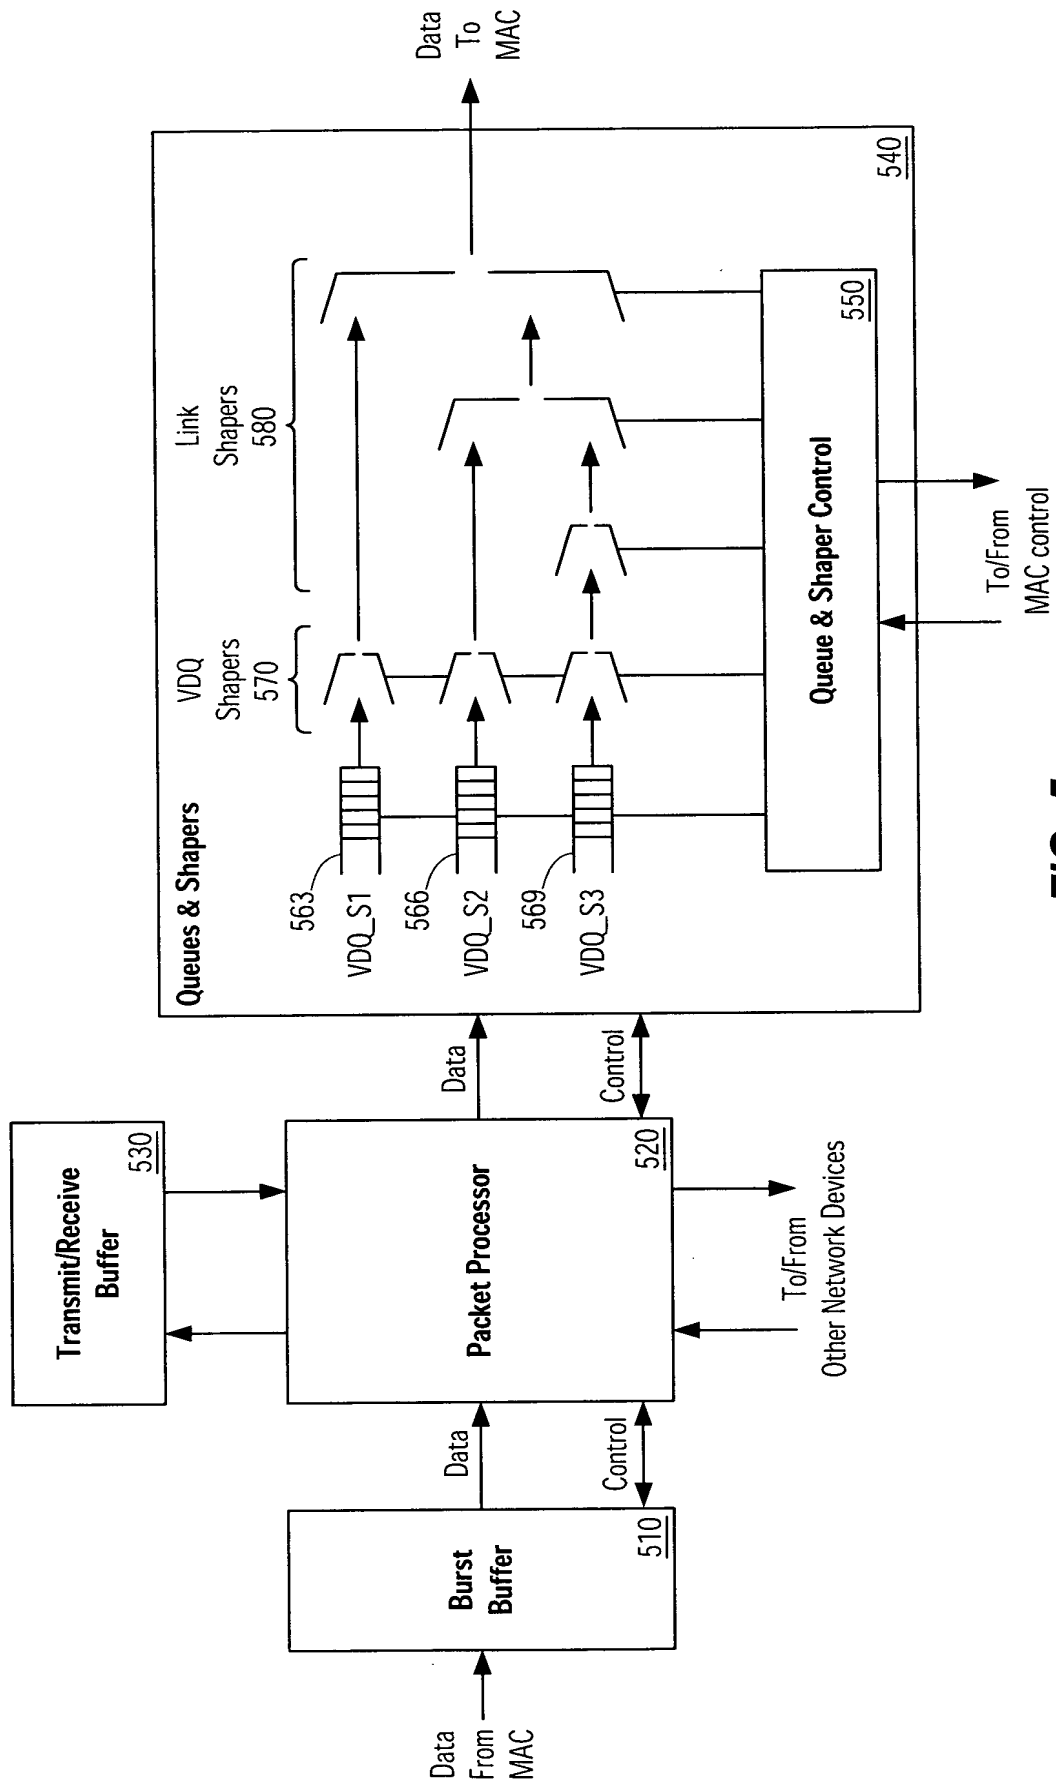 Data
From
MAC
Burst
Buffer
510
Data
Control
Transmit/Receive
Buffer
530
Packet Processor
520
To/From
Other Network Devices
Data
Control
Queues & Shapers
563
VDQ_S1
566
VDQ_S2
569
VDQ_S3
VDQ
Shapers
570
Link
Shapers
580
Queue & Shaper Control
550
540
To/From
MAC control
Data
To
MAC